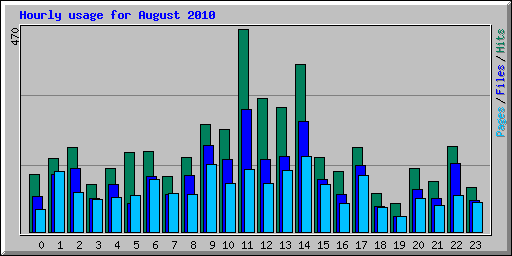 Hourly usage for August 2010
470
Pages / Files / Hits
0 1 2 3 4 5 6 7 8 9 10 11 12 13 14 15 16 17 18 19 20 21 22 23